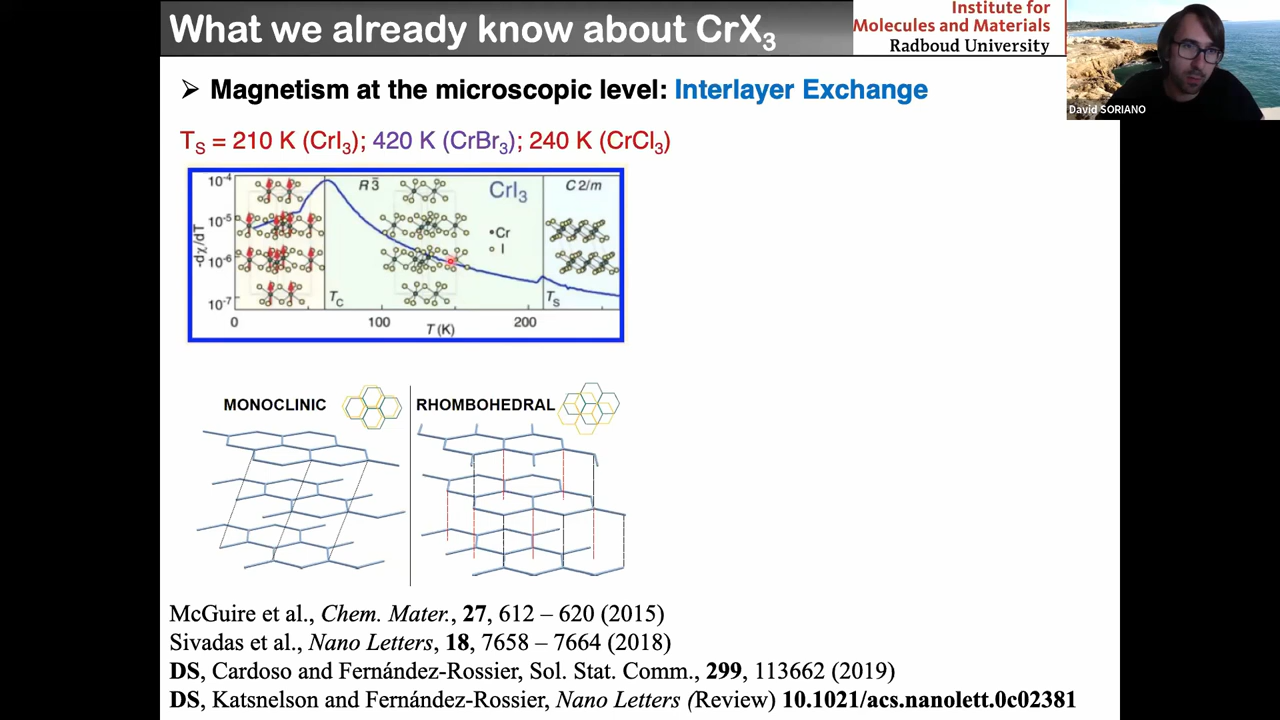 What we already know about CrX₃
Institute for
Molecules and Materials
Radboud University
David SORIANO
➢ Magnetism at the microscopic level: Interlayer Exchange
T_S = 210 K (CrI₃); 420 K (CrBr₃); 240 K (CrCl₃)
10⁻⁴
10⁻⁵
10⁻⁶
10⁻⁷
-dχ/dT
R3̅
CrI₃
C2/m
Cr
I
T_C
T_S
0
100
200
T (K)
MONOCLINIC
RHOMBOHEDRAL
McGuire et al., Chem. Mater., 27, 612 – 620 (2015)
Sivadas et al., Nano Letters, 18, 7658 – 7664 (2018)
DS, Cardoso and Fernández-Rossier, Sol. Stat. Comm., 299, 113662 (2019)
DS, Katsnelson and Fernández-Rossier, Nano Letters (Review) 10.1021/acs.nanolett.0c02381